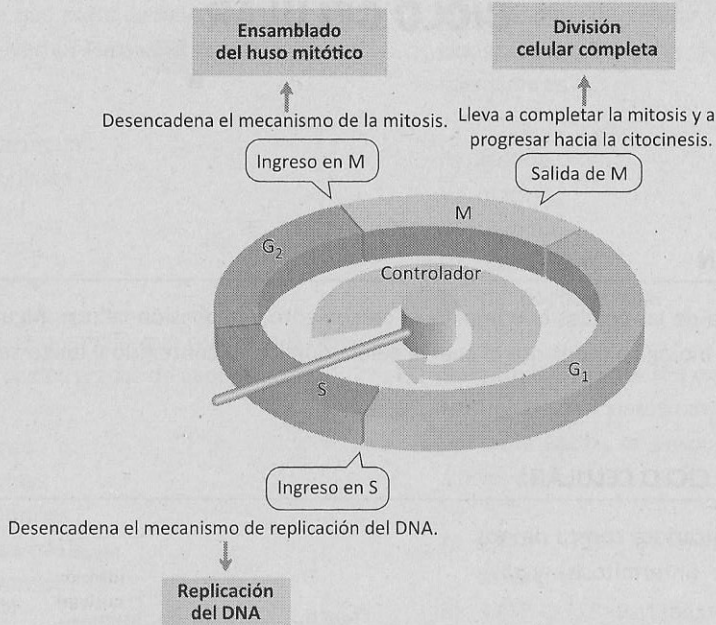 Ensamblado
del huso mitótico
División
celular completa
Desencadena el mecanismo de la mitosis.
Lleva a completar la mitosis y a
progresar hacia la citocinesis.
Ingreso en M
Salida de M
M
G2
Controlador
G1
S
Ingreso en S
Desencadena el mecanismo de replicación del DNA.
Replicación
del DNA